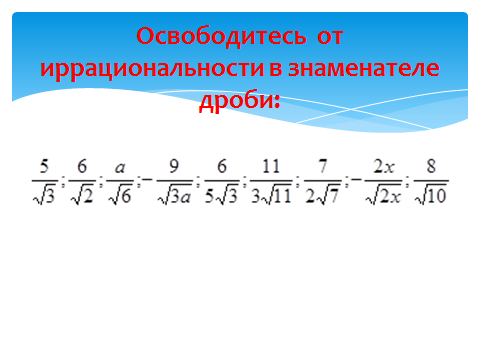 Освободитесь от
иррациональности в знаменателе
дроби:
5/√3; 6/√2; a/√6; −9/√3a; 6/5√3; 11/3√11; 7/2√7; −2x/√2x; 8/√10